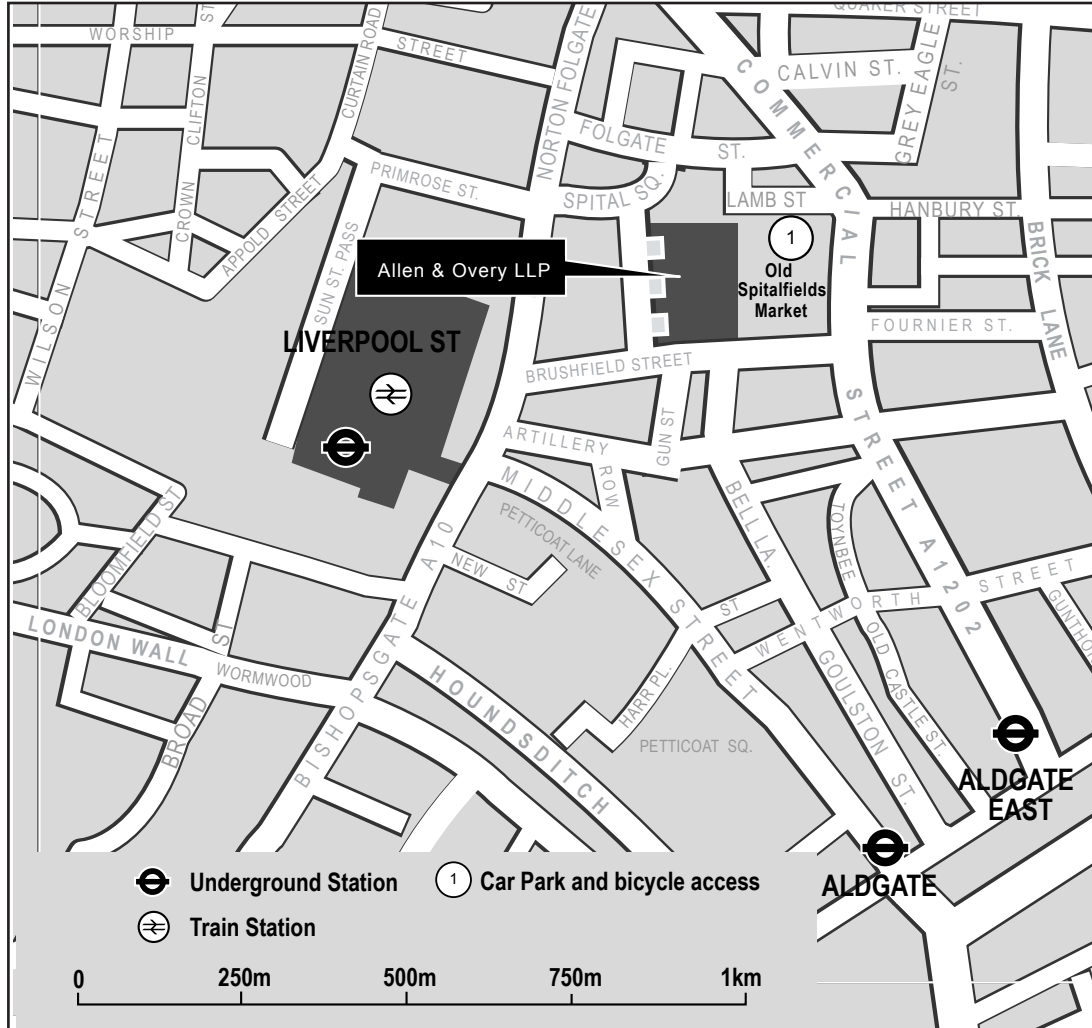 QUAKER STREET
WORSHIP
STREET
CLIFTON
ST
CURTAIN ROAD
NORTON FOLGATE
COMMERCIAL
CALVIN ST.
GREY EAGLE
ST.
FOLGATE
ST.
WILSON STREET
CROWN
APPOLD STREET
PRIMROSE ST.
SPITAL SQ.
LAMB ST
HANBURY ST.
SUN ST. PASS
Allen & Overy LLP
1
Old
Spitalfields
Market
BRICK LANE
LIVERPOOL ST
FOURNIER ST.
BRUSHFIELD STREET
STREET A1202
ARTILLERY
ROW
GUN ST
MIDDLESEX STREET
PETTICOAT LANE
BELL LA.
TOYNBEE
BLOOMFIELD ST
BISHOPSGATE A10
NEW ST
ST
WENTWORTH STREET
GUNTHO
LONDON WALL
WORMWOOD
BROAD
ST
HOUNDSDITCH
HARR PL.
PETTICOAT SQ.
GOULSTON ST.
OLD CASTLE ST.
ALDGATE
EAST
ALDGATE
Underground Station
1 Car Park and bicycle access
Train Station
0 250m 500m 750m 1km